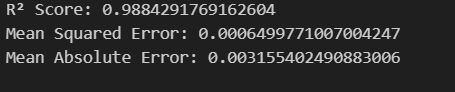 R² Score: 0.9884291769162604
Mean Squared Error: 0.0006499771007004247
Mean Absolute Error: 0.003155402490883006